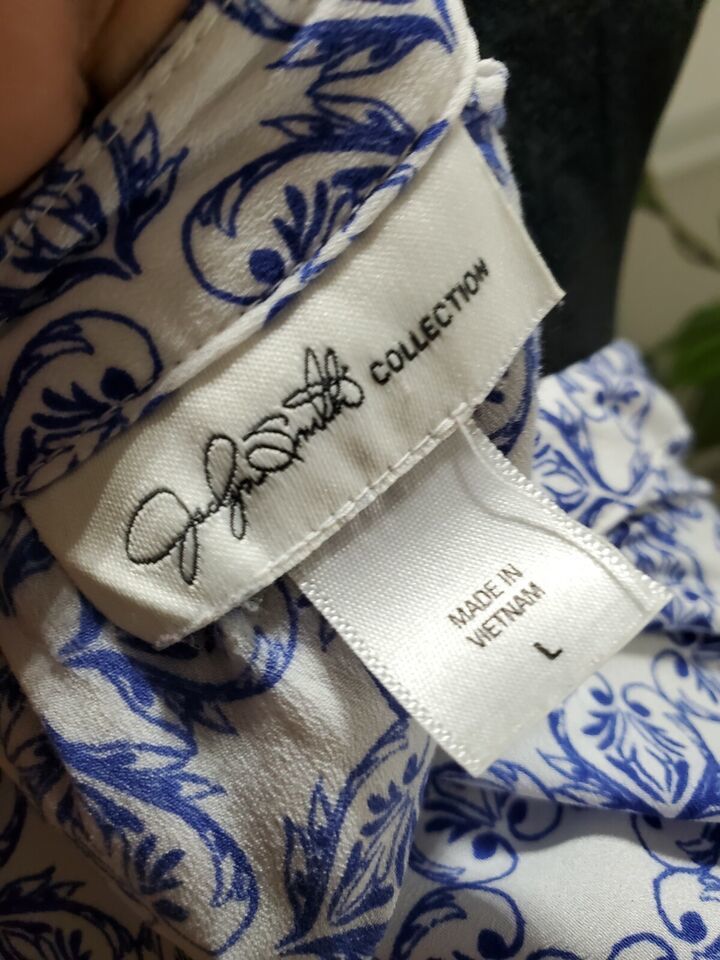 Jaclyn Smith COLLECTION
MADE IN
VIETNAM
L